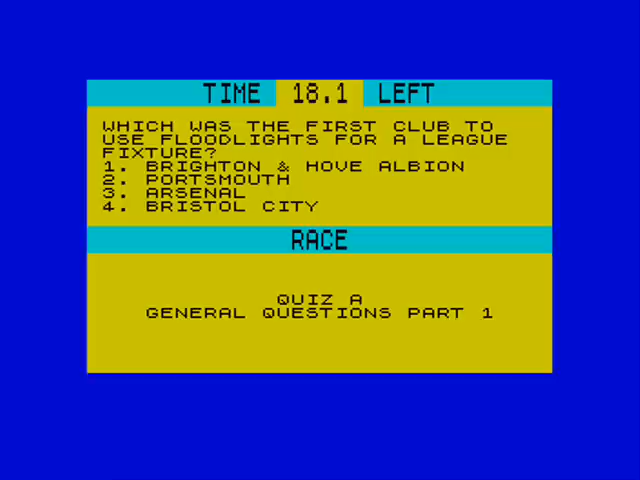 TIME 18.1 LEFT
WHICH WAS THE FIRST CLUB TO
USE FLOODLIGHTS FOR A LEAGUE
FIXTURE?
1. BRIGHTON & HOVE ALBION
2. PORTSMOUTH
3. ARSENAL
4. BRISTOL CITY
RACE
QUIZ A
GENERAL QUESTIONS PART 1